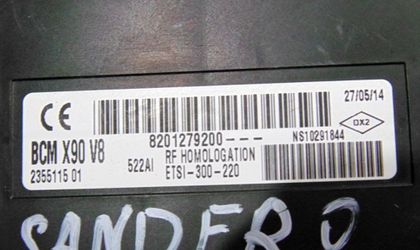 CE
27/05/14
8201279200---
NS10291844
DX2
BCM X90 V8
522AI
RF HOMOLOGATION
2355115 01
ETSI-300-220
SANDERO